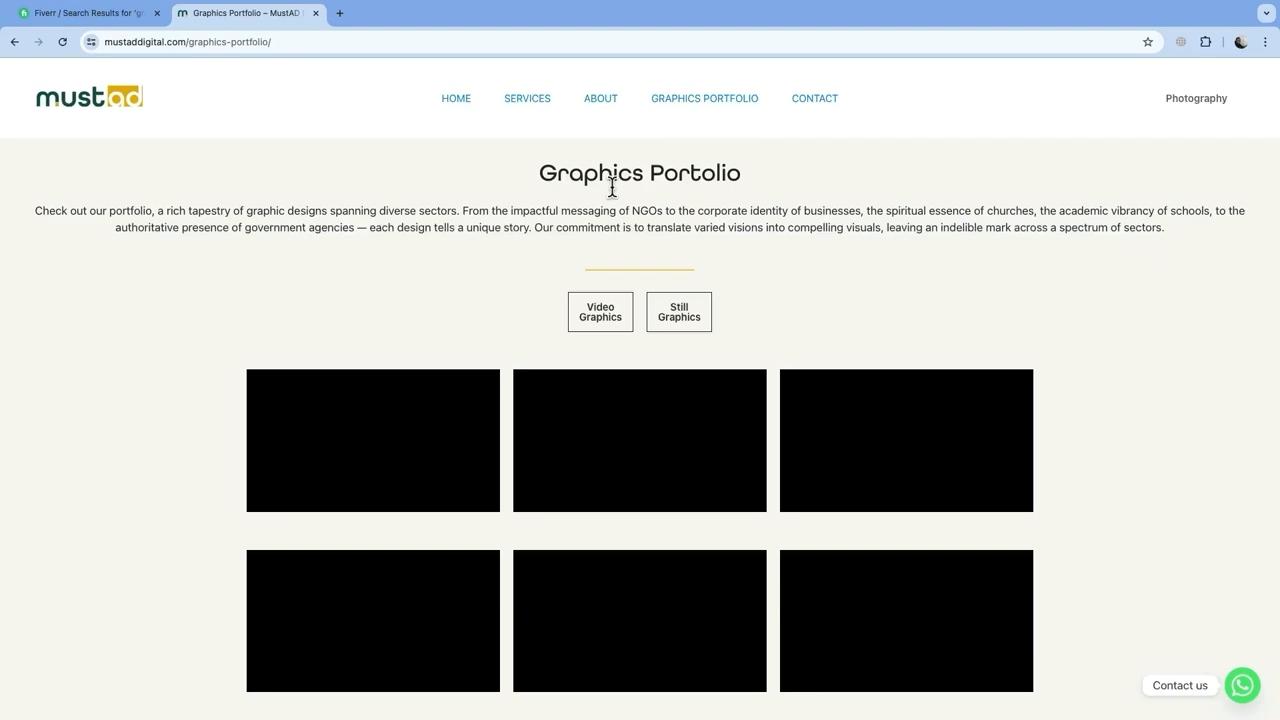 Fiverr / Search Results for 'gr
Graphics Portfolio – MustAD D
mustaddigital.com/graphics-portfolio/
mustad
HOME
SERVICES
ABOUT
GRAPHICS PORTFOLIO
CONTACT
Photography
Graphics Portolio
Check out our portfolio, a rich tapestry of graphic designs spanning diverse sectors. From the impactful messaging of NGOs to the corporate identity of businesses, the spiritual essence of churches, the academic vibrancy of schools, to the
authoritative presence of government agencies — each design tells a unique story. Our commitment is to translate varied visions into compelling visuals, leaving an indelible mark across a spectrum of sectors.
Video
Graphics
Still
Graphics
Contact us